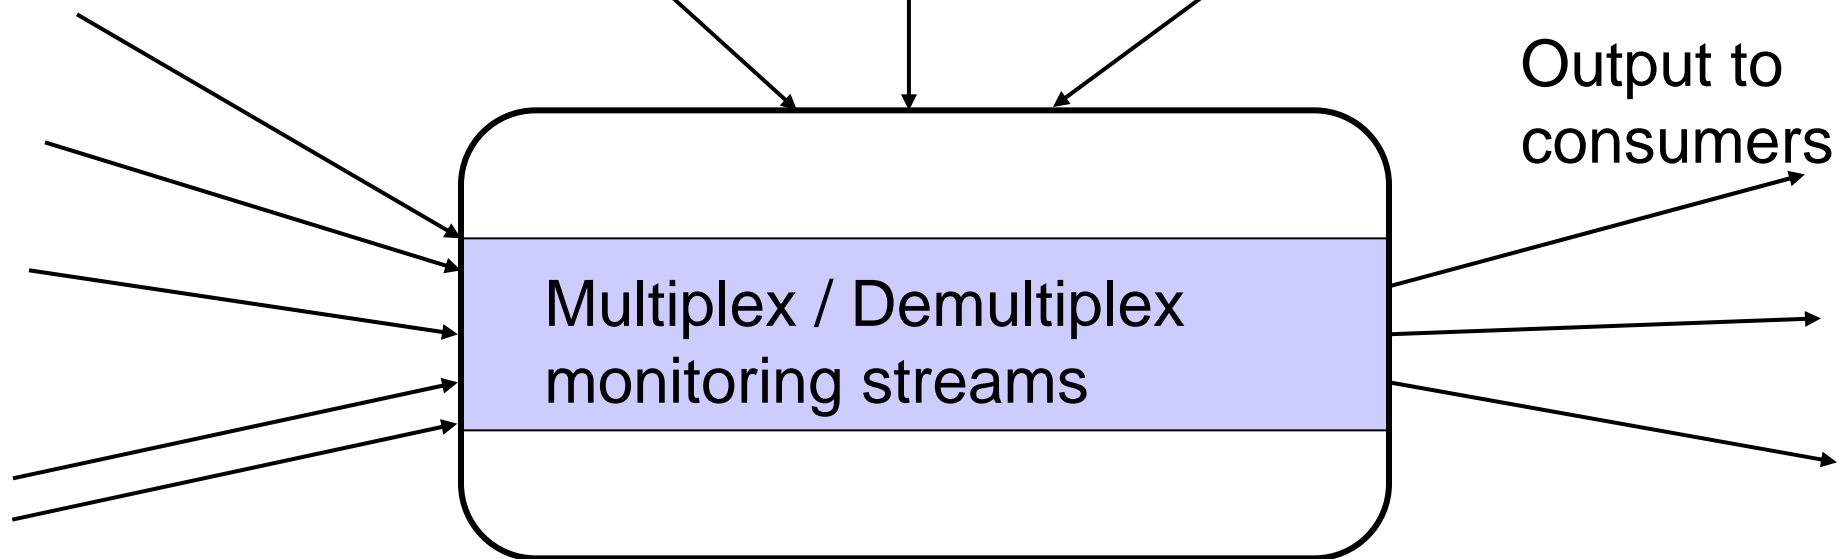 Output to
consumers
Multiplex / Demultiplex
monitoring streams